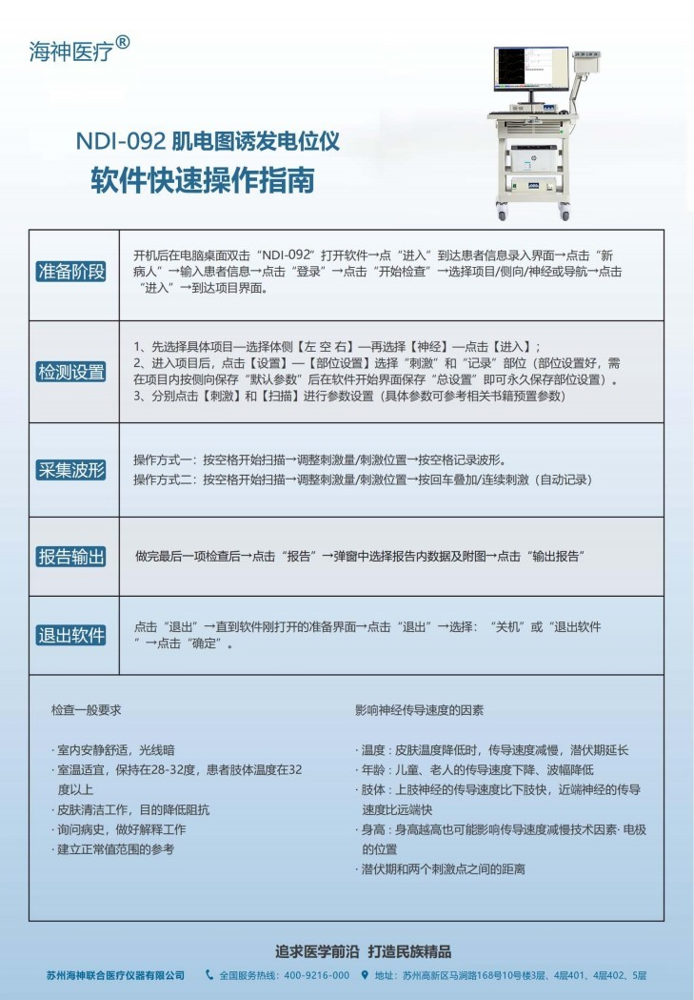 海神医疗®
NDI-092 肌电图诱发电位仪
软件快速操作指南
准备阶段
开机后在电脑桌面双击“NDI-092”打开软件→点“进入”到达患者信息录入界面→点击“新
病人”→输入患者信息→点击“登录”→点击“开始检查”→选择项目/侧向/神经或导航→点击
“进入”→到达项目界面。
检测设置
1、先选择具体项目—选择体侧【左 空 右】—再选择【神经】—点击【进入】;
2、进入项目后，点击【设置】—【部位设置】选择“刺激”和“记录”部位（部位设置好，需
在项目内按侧向保存“默认参数”后在软件开始界面保存“总设置”即可永久保存部位设置）。
3、分别点击【刺激】和【扫描】进行参数设置（具体参数可参考相关书籍预置参数）
采集波形
操作方式一：按空格开始扫描→调整刺激量/刺激位置→按空格记录波形。
操作方式二：按空格开始扫描→调整刺激量/刺激位置→按回车叠加/连续刺激（自动记录）
报告输出
做完最后一项检查后→点击“报告”→弹窗中选择报告内数据及附图→点击“输出报告”
退出软件
点击“退出”→直到软件刚打开的准备界面→点击“退出”→选择：“关机”或“退出软件
”→点击“确定”。
检查一般要求
· 室内安静舒适，光线暗
· 室温适宜，保持在28-32度，患者肢体温度在32
度以上
· 皮肤清洁工作，目的降低阻抗
· 询问病史，做好解释工作
· 建立正常值范围的参考
影响神经传导速度的因素
· 温度 : 皮肤温度降低时，传导速度减慢，潜伏期延长
· 年龄 : 儿童、老人的传导速度下降、波幅降低
· 肢体 : 上肢神经的传导速度比下肢快，近端神经的传导
速度比远端快
· 身高 : 身高越高也可能影响传导速度减慢技术因素· 电极
的位置
· 潜伏期和两个刺激点之间的距离
追求医学前沿 打造民族精品
苏州海神联合医疗仪器有限公司 全国服务热线：400-9216-000 地址：苏州高新区马涧路168号10号楼3层、4层401、4层402、5层